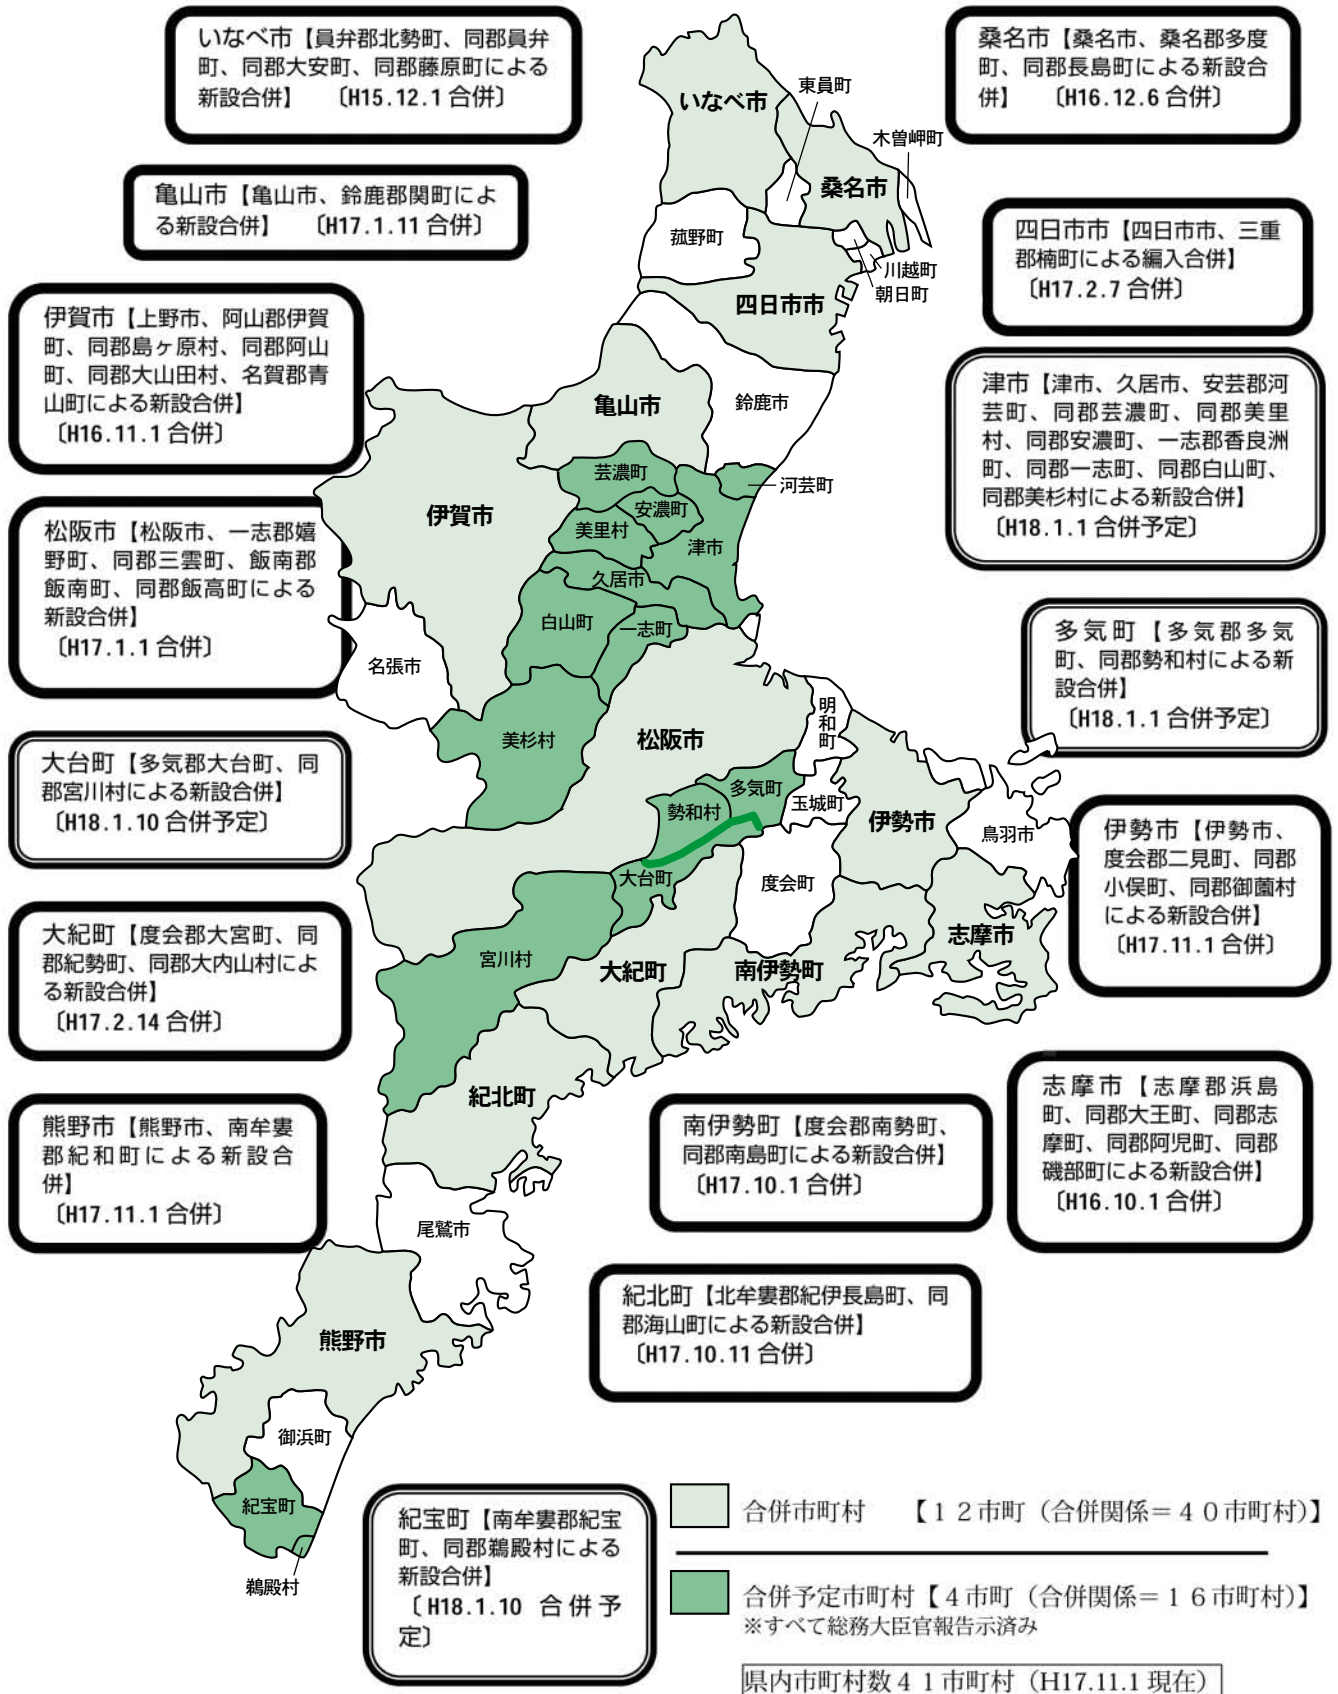 いなべ市【員弁郡北勢町、同郡員弁
町、同郡大安町、同郡藤原町による
新設合併】　〔H15.12.1 合併〕
桑名市【桑名市、桑名郡多度
町、同郡長島町による新設合
併】　〔H16.12.6 合併〕
亀山市【亀山市、鈴鹿郡関町によ
る新設合併】　〔H17.1.11 合併〕
四日市市【四日市市、三重
郡楠町による編入合併】
〔H17.2.7 合併〕
伊賀市【上野市、阿山郡伊賀
町、同郡島ヶ原村、同郡阿山
町、同郡大山田村、名賀郡青
山町による新設合併】
〔H16.11.1 合併〕
津市【津市、久居市、安芸郡河
芸町、同郡芸濃町、同郡美里
村、同郡安濃町、一志郡香良洲
町、同郡一志町、同郡白山町、
同郡美杉村による新設合併】
〔H18.1.1 合併予定〕
松阪市【松阪市、一志郡嬉
野町、同郡三雲町、飯南郡
飯南町、同郡飯高町による
新設合併】
〔H17.1.1 合併〕
多気町【多気郡多気
町、同郡勢和村による新
設合併】
〔H18.1.1 合併予定〕
大台町【多気郡大台町、同
郡宮川村による新設合併】
〔H18.1.10 合併予定〕
伊勢市【伊勢市、
度会郡二見町、同郡
小俣町、同郡御薗村
による新設合併】
〔H17.11.1 合併〕
大紀町【度会郡大宮町、同
郡紀勢町、同郡大内山村によ
る新設合併】
〔H17.2.14 合併〕
志摩市【志摩郡浜島
町、同郡大王町、同郡志
摩町、同郡阿児町、同郡
磯部町による新設合併】
〔H16.10.1 合併〕
熊野市【熊野市、南牟婁
郡紀和町による新設合
併】
〔H17.11.1 合併〕
南伊勢町【度会郡南勢町、
同郡南島町による新設合併】
〔H17.10.1 合併〕
紀北町【北牟婁郡紀伊長島町、同
郡海山町による新設合併】
〔H17.10.11 合併〕
紀宝町【南牟婁郡紀宝
町、同郡鵜殿村による
新設合併】
〔H18.1.10 合併予
定〕
いなべ市
東員町
木曽岬町
桑名市
菰野町
川越町
朝日町
四日市市
亀山市
鈴鹿市
芸濃町
河芸町
伊賀市
安濃町
美里村
津市
久居市
白山町
一志町
名張市
明和町
美杉村
松阪市
多気町
勢和村
玉城町
伊勢市
鳥羽市
大台町
度会町
志摩市
宮川村
大紀町
南伊勢町
紀北町
尾鷲市
熊野市
御浜町
紀宝町
鵜殿村
合併市町村　【１２市町（合併関係＝４０市町村）】
合併予定市町村【４市町（合併関係＝１６市町村）】
※すべて総務大臣官報告示済み
県内市町村数４１市町村（H17.11.1 現在）